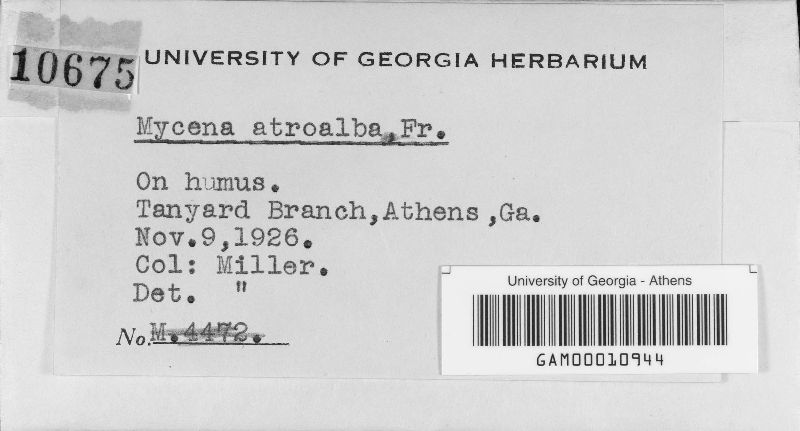 10675
UNIVERSITY OF GEORGIA HERBARIUM
Mycena atroalba, Fr.
On humus.
Tanyard Branch, Athens ,Ga.
Nov.9,1926.
Col: Miller.
Det. "
No. M.4472.
University of Georgia - Athens
GAM00010944